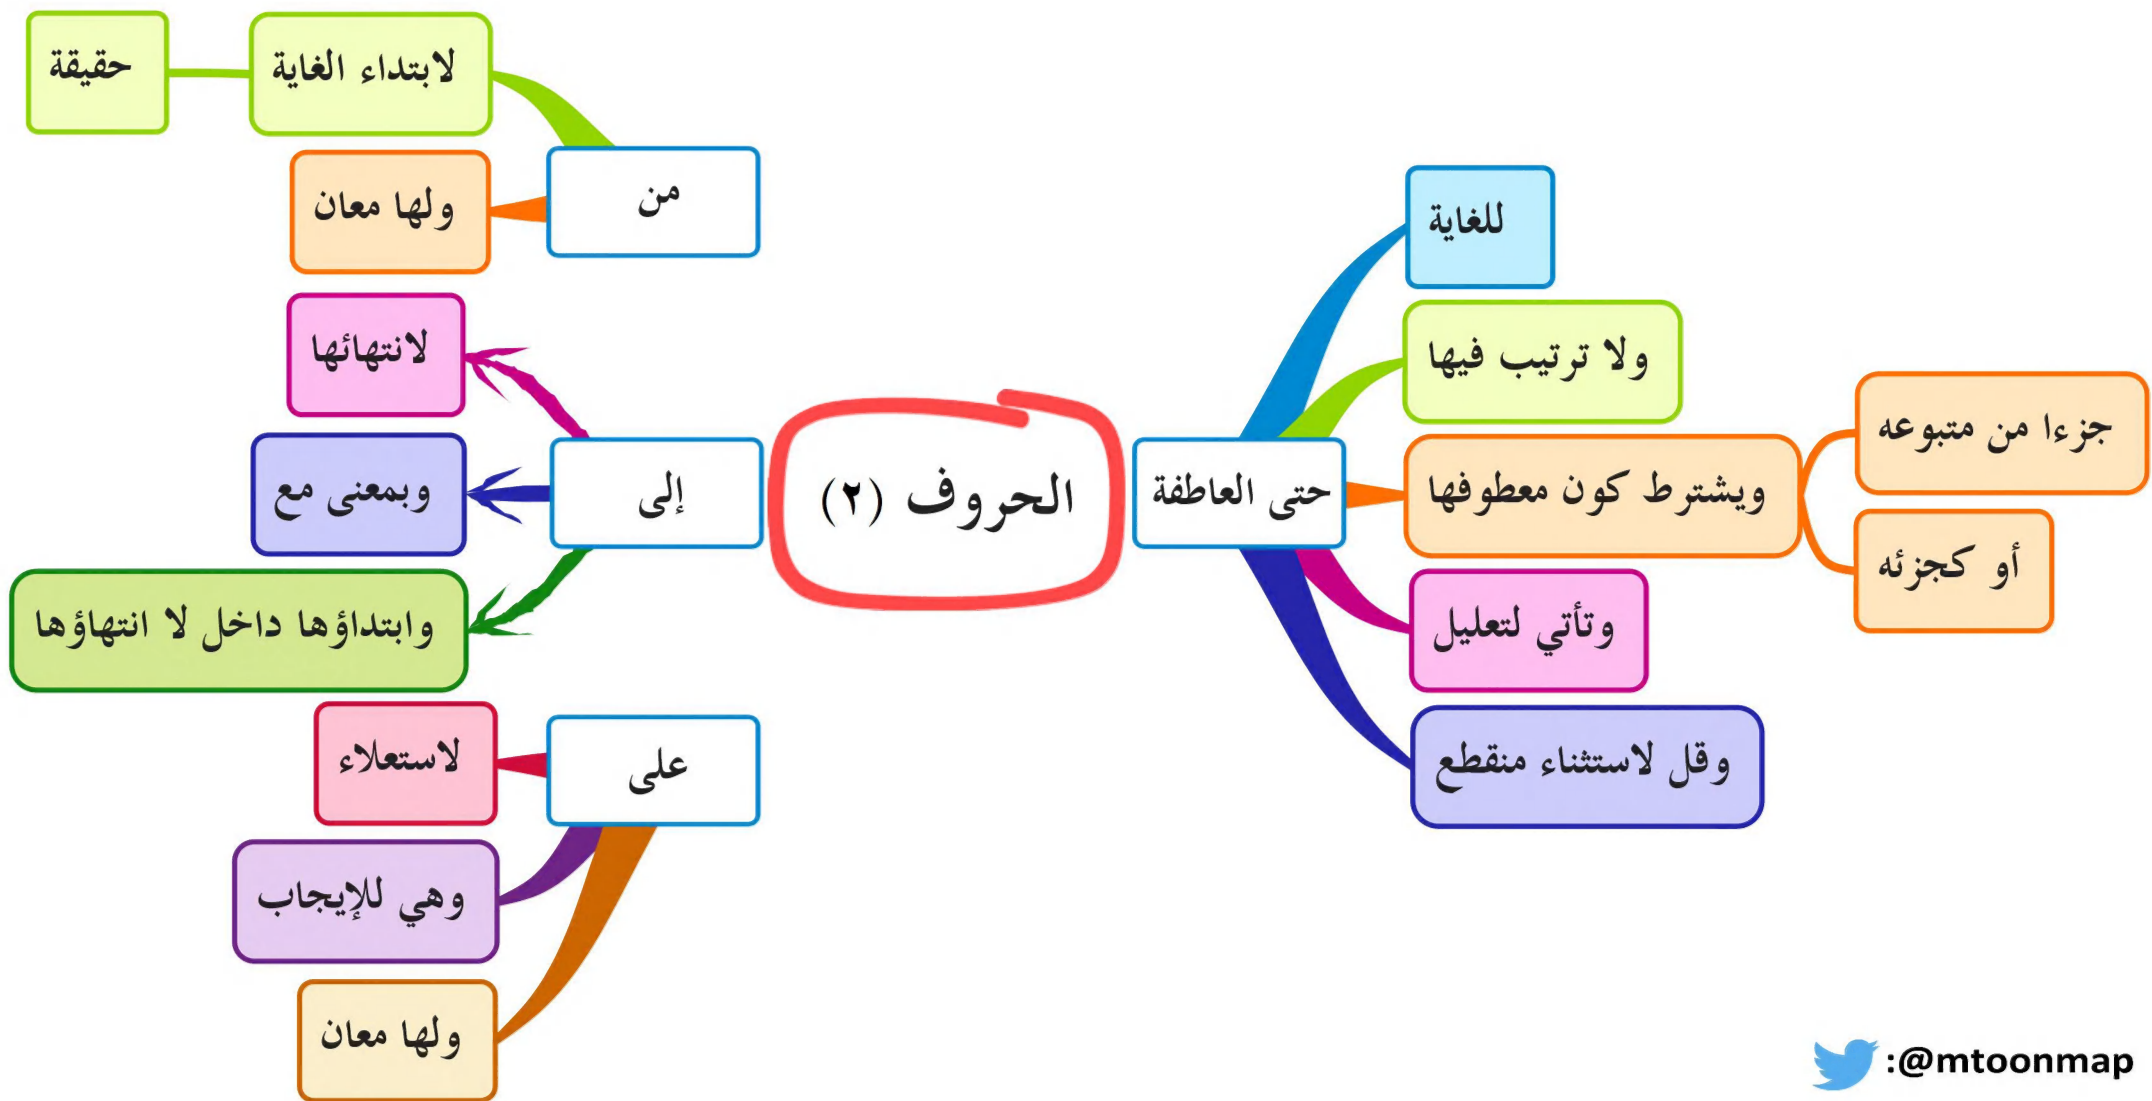 الحروف (٢)
حتى العاطفة
للغاية
ولا ترتيب فيها
ويشترط كون معطوفها
جزءا من متبوعه
أو كجزئه
وتأتي لتعليل
وقل لاستثناء منقطع
من
لابتداء الغاية
حقيقة
ولها معان
إلى
لانتهائها
وبمعنى مع
وابتداؤها داخل لا انتهاؤها
على
لاستعلاء
وهي للإيجاب
ولها معان
:@mtoonmap